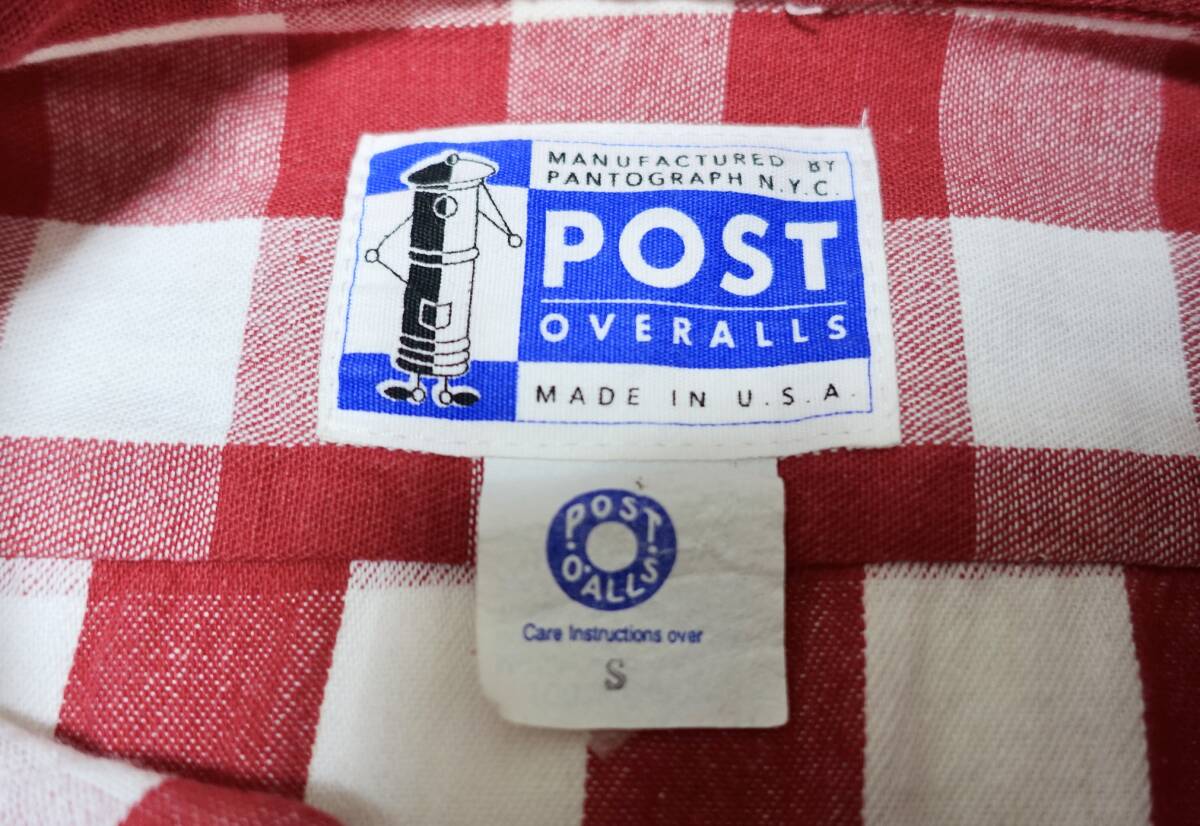 MANUFACTURED BY
PANTOGRAPH N.Y.C.
POST
OVERALLS
MADE IN U.S.A.
POST
O'ALLS
Care Instructions over
S